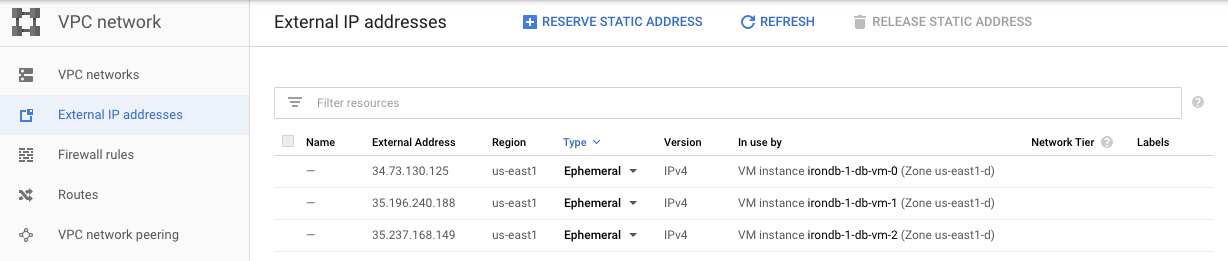 VPC network
External IP addresses
RESERVE STATIC ADDRESS
REFRESH
RELEASE STATIC ADDRESS
VPC networks
External IP addresses
Firewall rules
Routes
VPC network peering
Filter resources
?
Name External Address Region Type Version In use by Network Tier ? Labels
— 34.73.130.125 us-east1 Ephemeral IPv4 VM instance irondb-1-db-vm-0 (Zone us-east1-d)
— 35.196.240.188 us-east1 Ephemeral IPv4 VM instance irondb-1-db-vm-1 (Zone us-east1-d)
— 35.237.168.149 us-east1 Ephemeral IPv4 VM instance irondb-1-db-vm-2 (Zone us-east1-d)